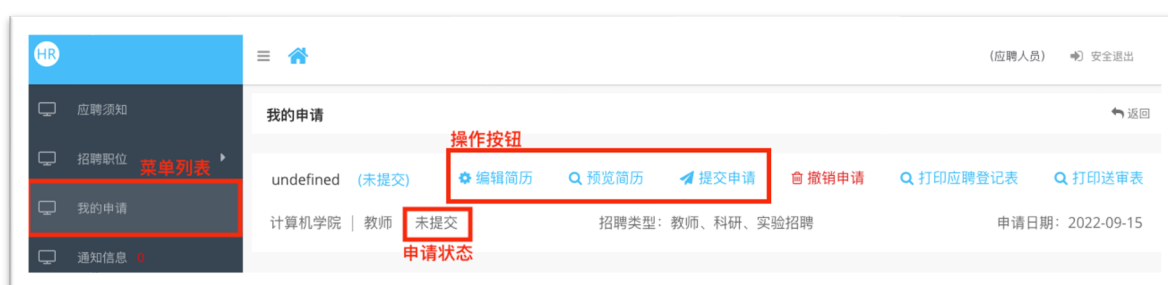 HR
(应聘人员) 安全退出
应聘须知
我的申请
返回
操作按钮
招聘职位
菜单列表
undefined (未提交) 编辑简历 预览简历 提交申请 撤销申请 打印应聘登记表 打印送审表
我的申请
计算机学院 | 教师 未提交 招聘类型：教师、科研、实验招聘 申请日期：2022-09-15
申请状态
通知信息 0